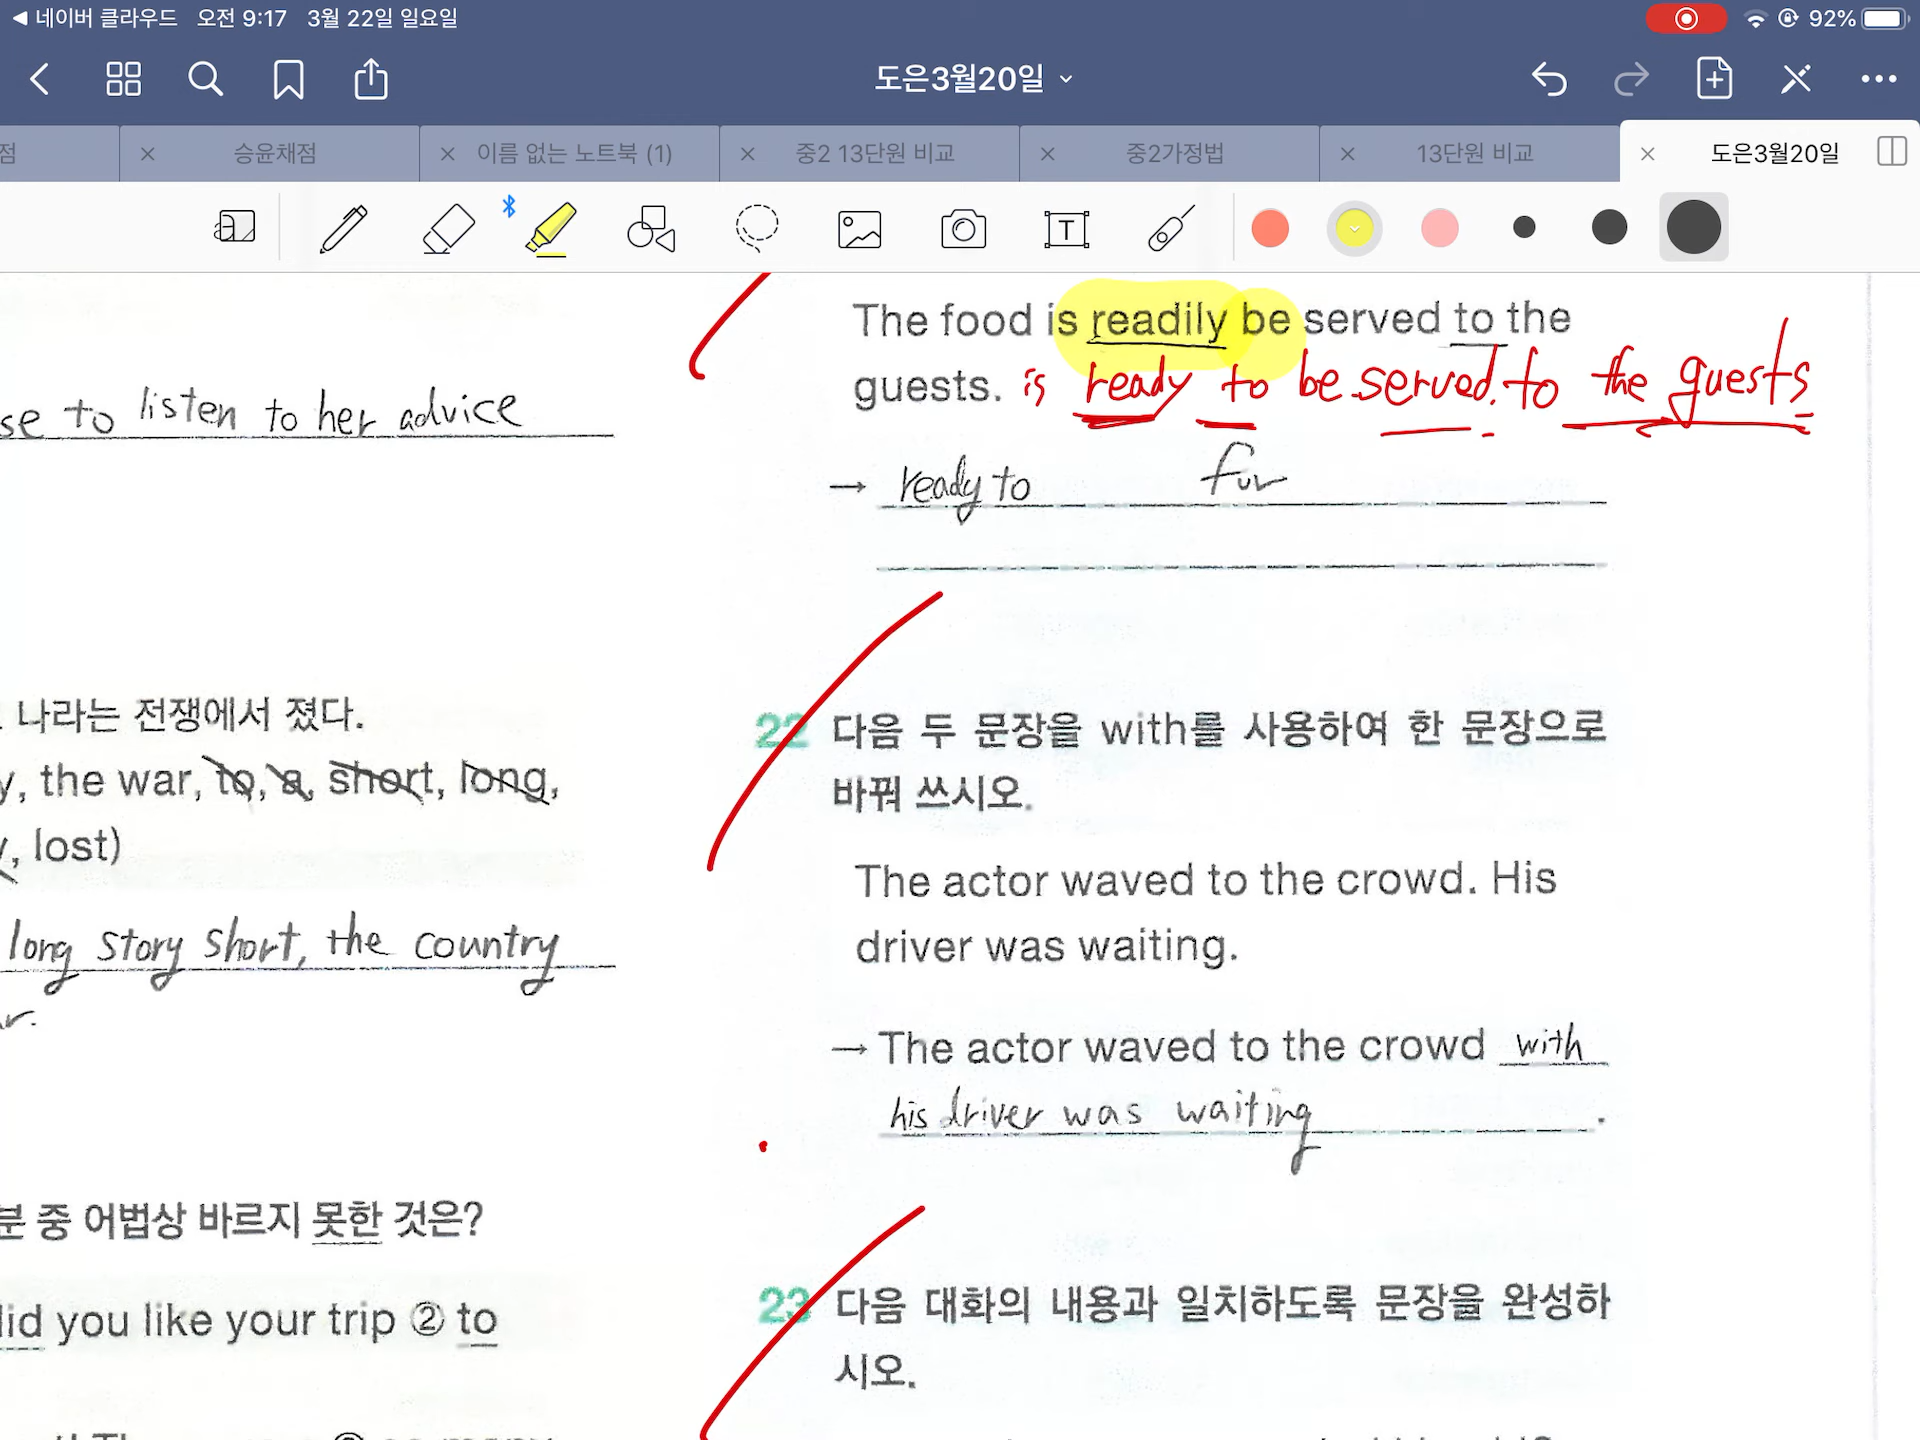 네이버 클라우드 오전 9:17 3월 22일 일요일 92%
도은3월20일
점 승윤채점 이름 없는 노트북 (1) 중2 13단원 비교 중2가정법 13단원 비교 도은3월20일
se to listen to her advice
나라는 전쟁에서 졌다.
y, the war, to, a, short, long,
, lost)
long story short, the country
r.
분 중 어법상 바르지 못한 것은?
did you like your trip ② to
The food is readily be served to the
guests. is ready to be served. to the guests
→ ready to for
22 다음 두 문장을 with를 사용하여 한 문장으로
바꿔 쓰시오.
The actor waved to the crowd. His
driver was waiting.
→ The actor waved to the crowd with
his driver was waiting .
23 다음 대화의 내용과 일치하도록 문장을 완성하
시오.